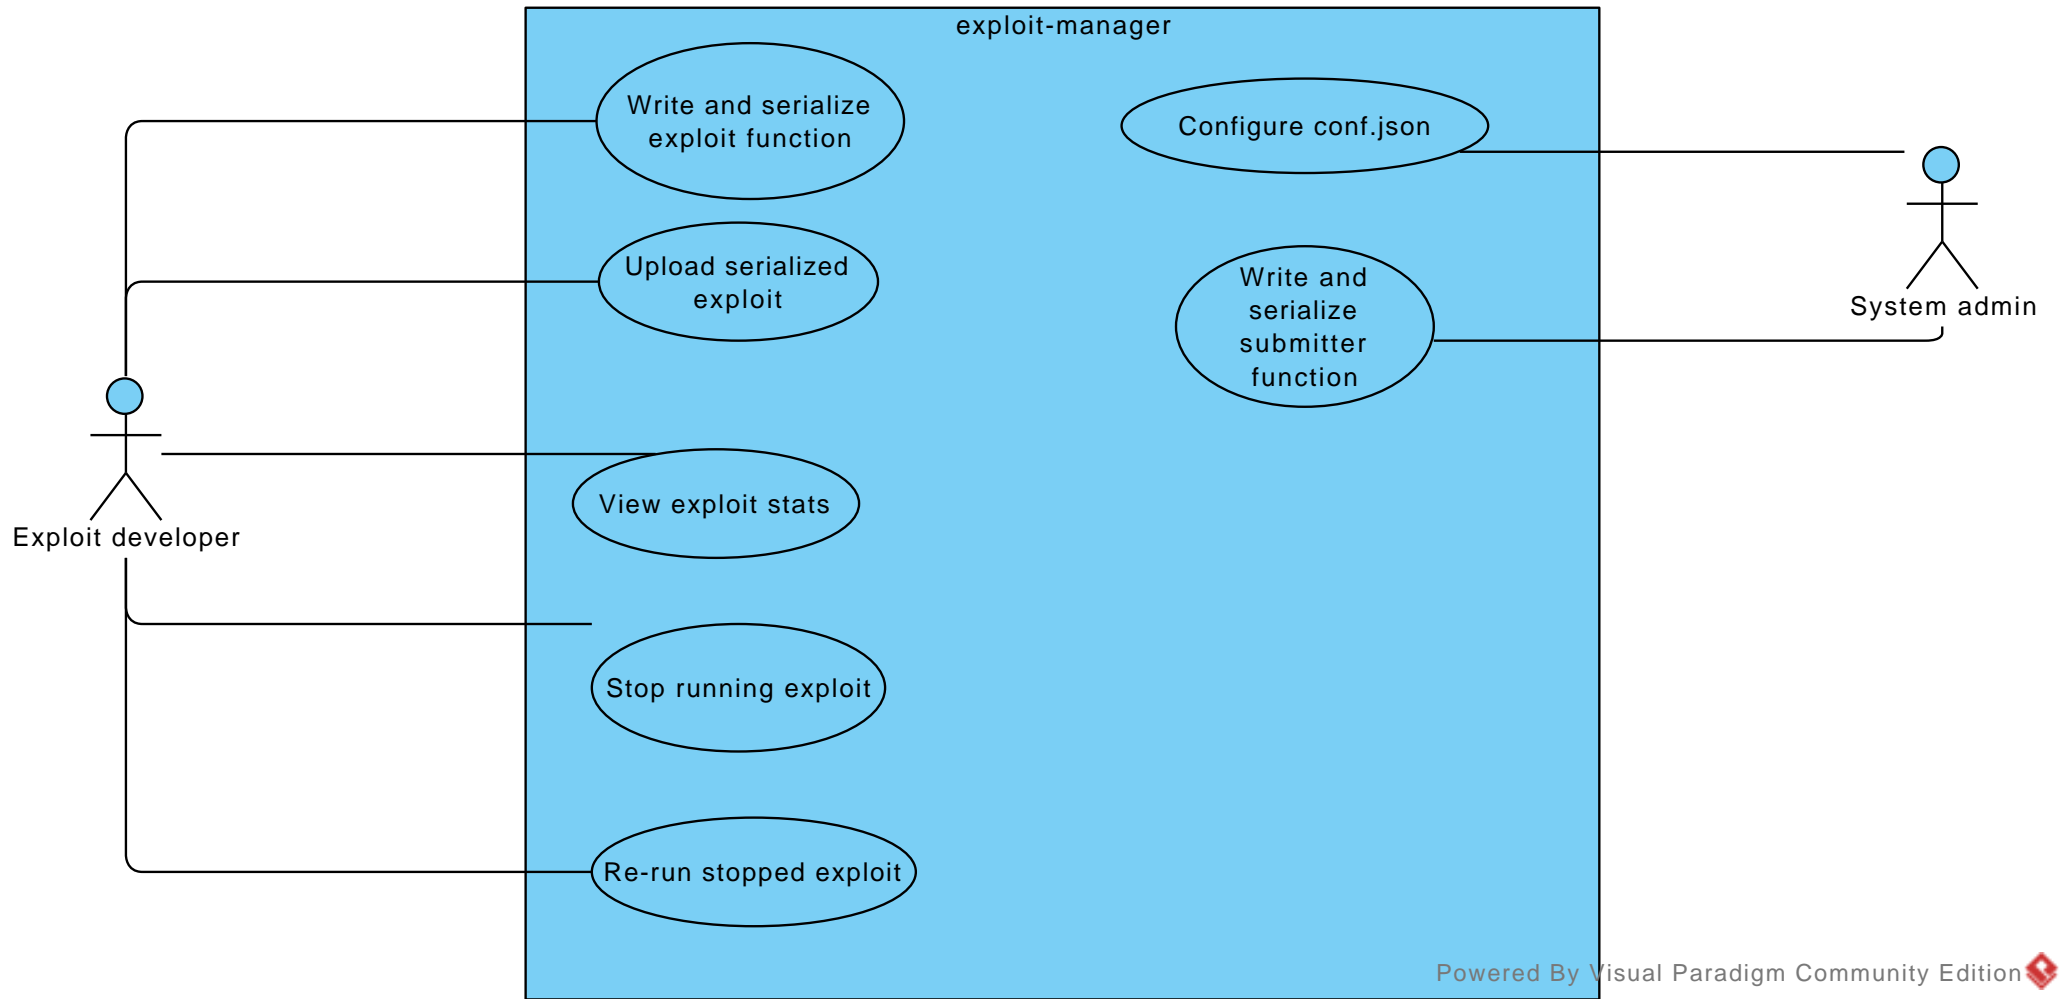 exploit-manager
Write and serialize
exploit function
Configure conf.json
Upload serialized
exploit
Write and
serialize
submitter
function
System admin
View exploit stats
Exploit developer
Stop running exploit
Re-run stopped exploit
Powered By Visual Paradigm Community Edition